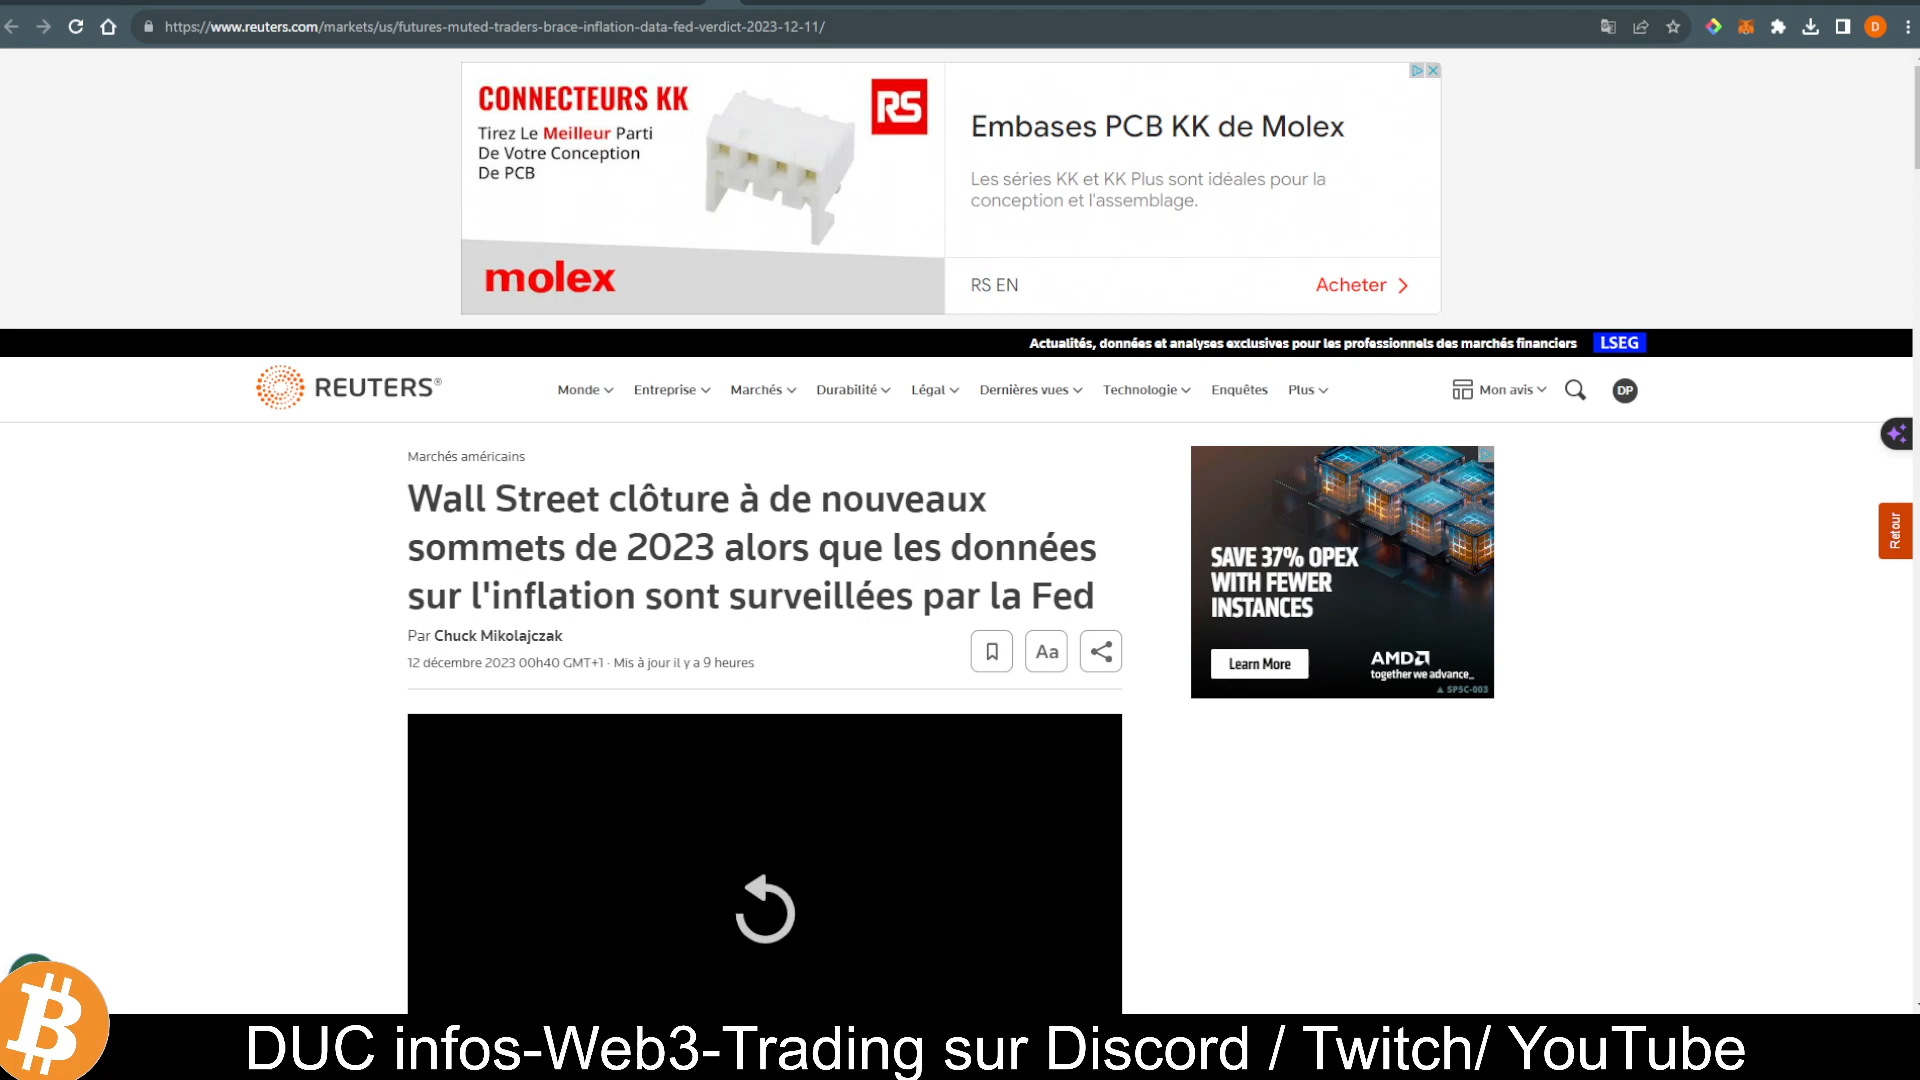 https://www.reuters.com/markets/us/futures-muted-traders-brace-inflation-data-fed-verdict-2023-12-11/
D
CONNECTEURS KK
Tirez Le Meilleur Parti
De Votre Conception
De PCB
RS
molex
Embases PCB KK de Molex
Les séries KK et KK Plus sont idéales pour la
conception et l'assemblage.
RS EN
Acheter
Actualités, données et analyses exclusives pour les professionnels des marchés financiers
LSEG
REUTERS®
Monde
Entreprise
Marchés
Durabilité
Légal
Dernières vues
Technologie
Enquêtes
Plus
Mon avis
DP
Marchés américains
Wall Street clôture à de nouveaux
sommets de 2023 alors que les données
sur l'inflation sont surveillées par la Fed
Par Chuck Mikolajczak
12 décembre 2023 00h40 GMT+1 · Mis à jour il y a 9 heures
Aa
SAVE 37% OPEX
WITH FEWER
INSTANCES
Learn More
AMD
together we advance_
SP5C-003
Retour
DUC infos-Web3-Trading sur Discord / Twitch/ YouTube